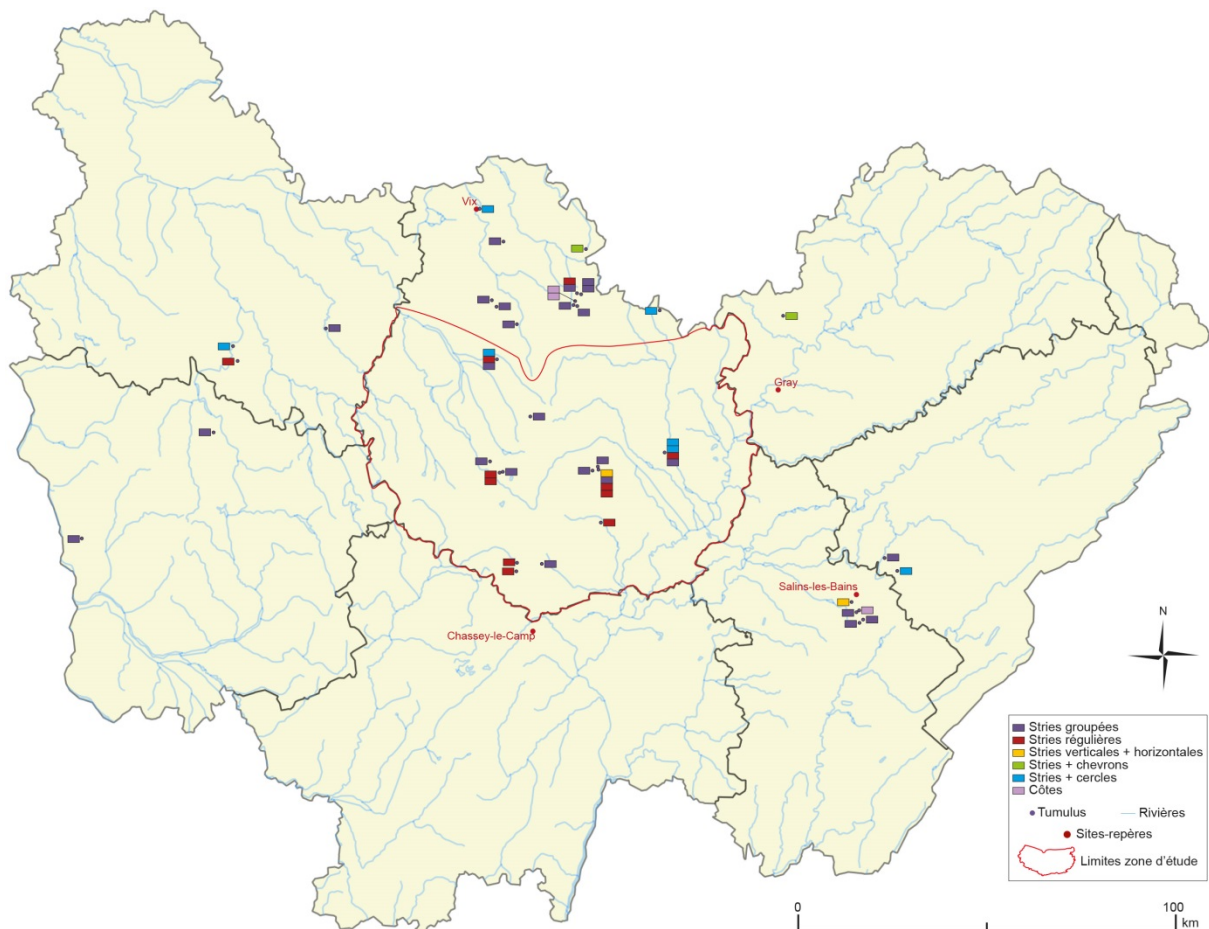 Vix
Gray
Salins-les-Bains
Chassey-le-Camp
N
Stries groupées
Stries régulières
Stries verticales + horizontales
Stries + chevrons
Stries + cercles
Côtes
Tumulus
Rivières
Sites-repères
Limites zone d'étude
0 100
km